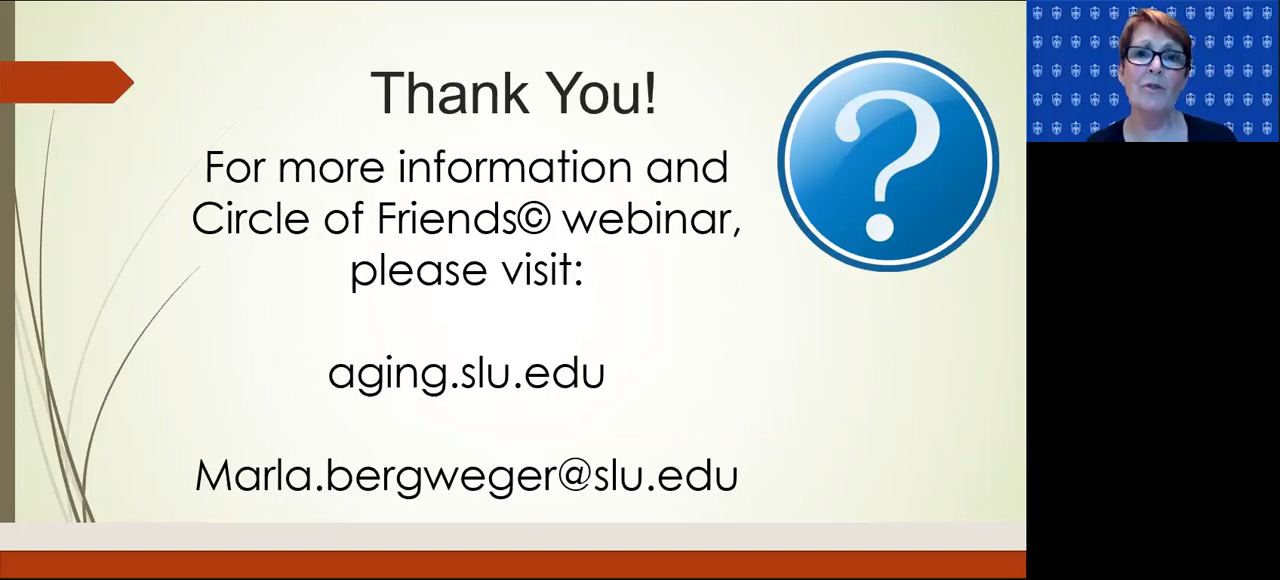 Thank You!
For more information and
Circle of Friends© webinar,
please visit:
aging.slu.edu
Marla.bergweger@slu.edu
?